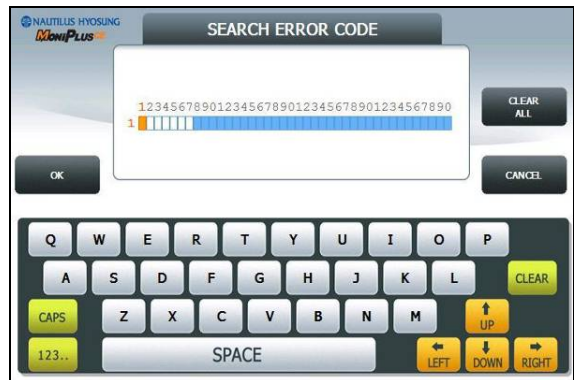 NAUTILUS HYOSUNG
MoniPlus
SEARCH ERROR CODE
1234567890123456789012345678901234567890
1
CLEAR
ALL
OK
CANCEL
Q W E R T Y U I O P
A S D F G H J K L CLEAR
CAPS Z X C V B N M UP
123.. SPACE LEFT DOWN RIGHT